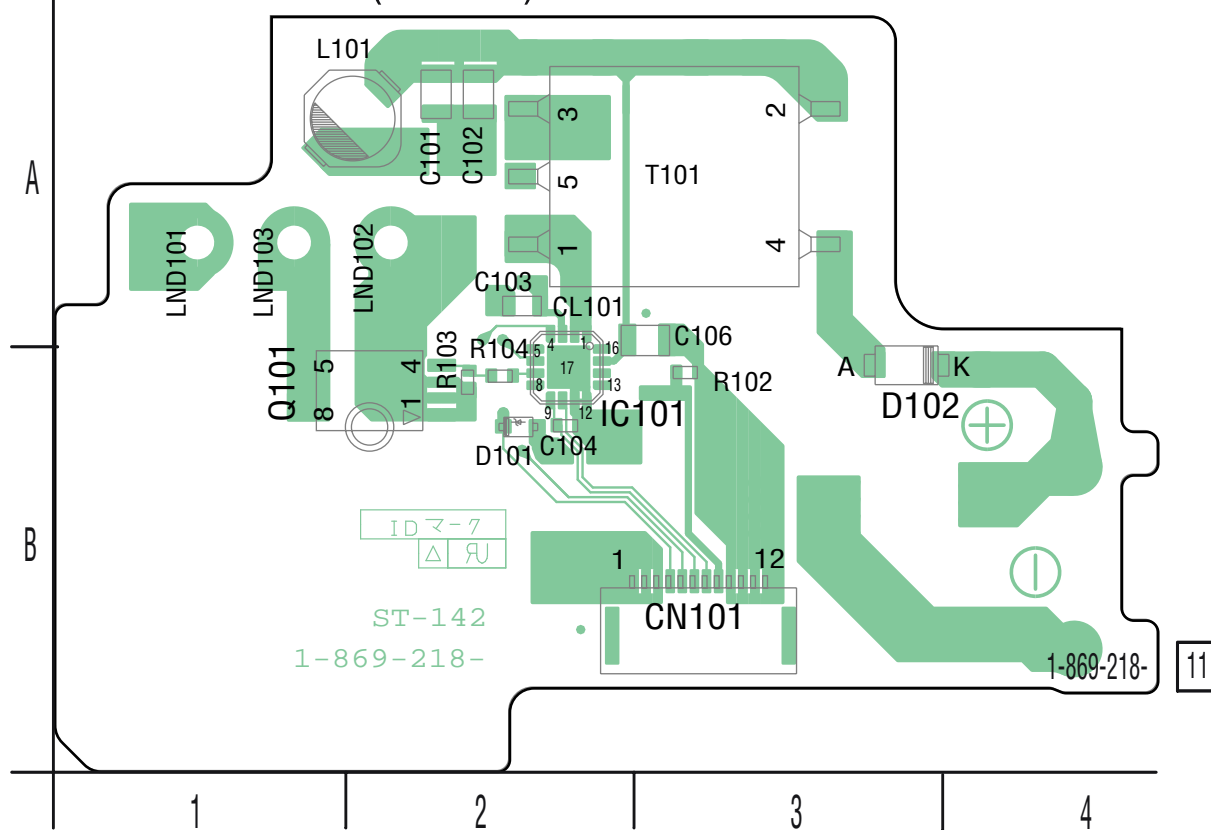 L101
C101
C102
3
5
1
T101
2
4
A
LND101
LND103
LND102
C103
CL101
C106
R104
R103
R102
4
1
5
16
17
8
13
9
12
IC101
Q101
5
4
8
1
D101
C104
A
K
D102
B
IDマーク
ЯU
1
12
CN101
ST-142
1-869-218-
1-869-218-
11
1
2
3
4